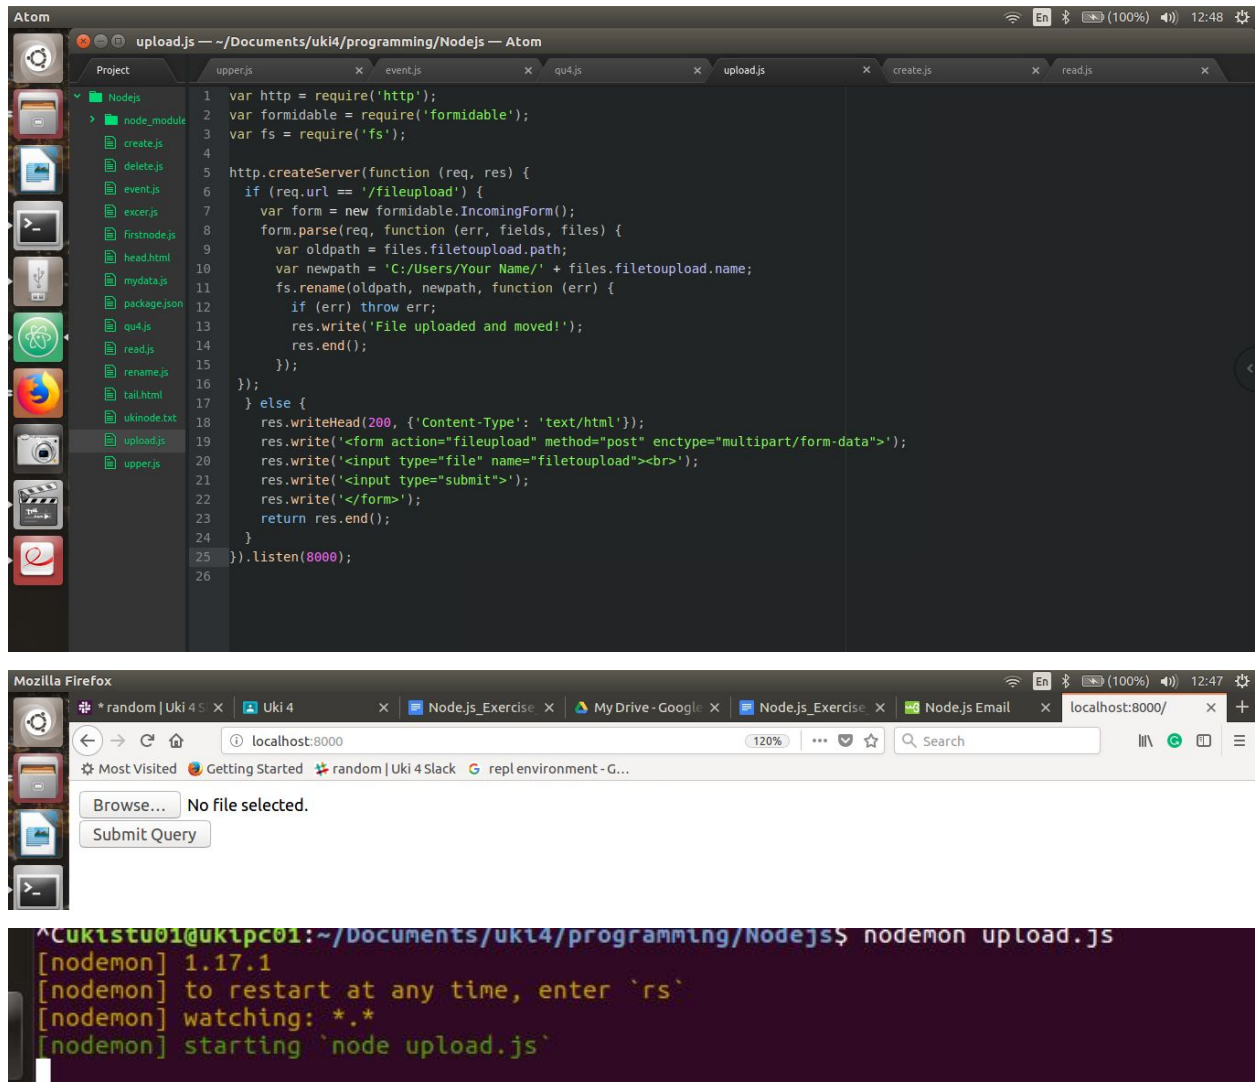 Atom
En (100%) 12:48
upload.js — ~/Documents/uki4/programming/Nodejs — Atom
Project upper.js event.js qu4.js upload.js create.js read.js
Nodejs
node_module
create.js
delete.js
event.js
excer.js
firstnode.js
head.html
mydata.js
package.json
qu4.js
read.js
rename.js
tail.html
ukinode.txt
upload.js
upper.js
1 var http = require('http');
2 var formidable = require('formidable');
3 var fs = require('fs');
4
5 http.createServer(function (req, res) {
6 if (req.url == '/fileupload') {
7 var form = new formidable.IncomingForm();
8 form.parse(req, function (err, fields, files) {
9 var oldpath = files.filetoupload.path;
10 var newpath = 'C:/Users/Your Name/' + files.filetoupload.name;
11 fs.rename(oldpath, newpath, function (err) {
12 if (err) throw err;
13 res.write('File uploaded and moved!');
14 res.end();
15 });
16 });
17 } else {
18 res.writeHead(200, {'Content-Type': 'text/html'});
19 res.write('<form action="fileupload" method="post" enctype="multipart/form-data">');
20 res.write('<input type="file" name="filetoupload"><br>');
21 res.write('<input type="submit">');
22 res.write('</form>');
23 return res.end();
24 }
25 }).listen(8000);
26
Mozilla Firefox
En (100%) 12:47
* random | Uki 4 S Uki 4 Node.js_Exercise_ My Drive - Google Node.js_Exercise_ Node.js Email localhost:8000/
localhost:8000 120% Search
Most Visited Getting Started random | Uki 4 Slack repl environment - G...
Browse... No file selected.
Submit Query
^Cukistu01@ukipc01:~/Documents/uki4/programming/Nodejs$ nodemon upload.js
[nodemon] 1.17.1
[nodemon] to restart at any time, enter `rs`
[nodemon] watching: *.*
[nodemon] starting `node upload.js`